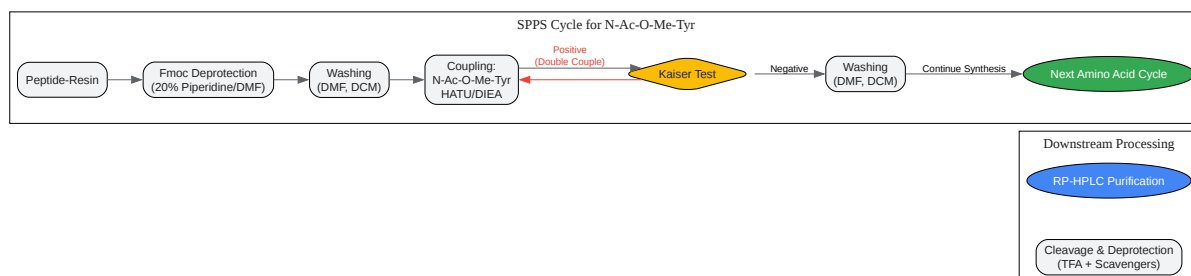 SPPS Cycle for N-Ac-O-Me-Tyr
Peptide-Resin
Fmoc Deprotection
(20% Piperidine/DMF)
Washing
(DMF, DCM)
Coupling:
N-Ac-O-Me-Tyr
HATU/DIEA
Positive
(Double Couple)
Kaiser Test
Negative
Washing
(DMF, DCM)
Continue Synthesis
Next Amino Acid Cycle
Downstream Processing
RP-HPLC Purification
Cleavage & Deprotection
(TFA + Scavengers)